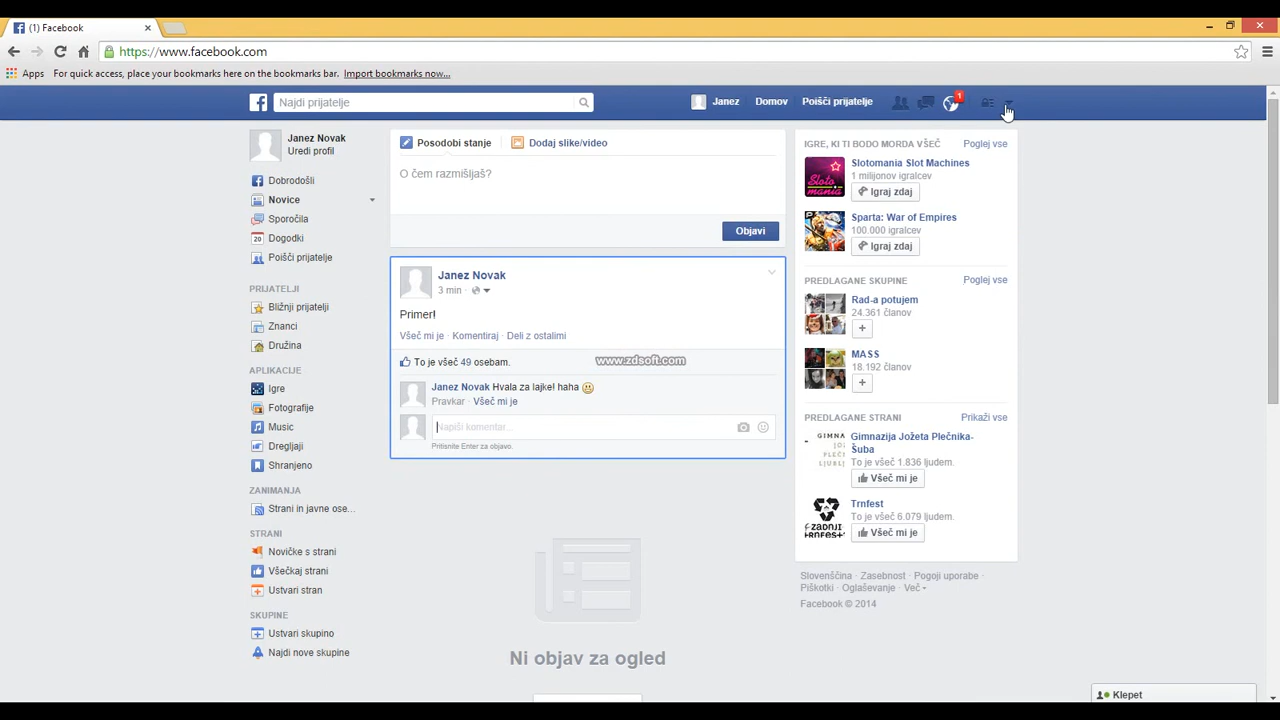 (1) Facebook
https://www.facebook.com
Apps For quick access, place your bookmarks here on the bookmarks bar. Import bookmarks now...
Najdi prijatelje
Janez Domov Poišči prijatelje 1
Janez Novak
Uredi profil
Dobrodošli
Novice
Sporočila
20 Dogodki
Poišči prijatelje
PRIJATELJI
Bližnji prijatelji
Znanci
Družina
APLIKACIJE
Igre
Fotografije
Music
Dregljaji
Shranjeno
ZANIMANJA
Strani in javne ose...
STRANI
Novičke s strani
Všečkaj strani
Ustvari stran
SKUPINE
Ustvari skupino
Najdi nove skupine
Posodobi stanje Dodaj slike/video
O čem razmišljaš?
Objavi
Janez Novak
3 min
Primer!
Všeč mi je · Komentiraj · Deli z ostalimi
To je všeč 49 osebam.
www.zdsoft.com
Janez Novak Hvala za lajke! haha
Pravkar · Všeč mi je
Napiši komentar...
Pritisnite Enter za objavo.
Ni objav za ogled
IGRE, KI TI BODO MORDA VŠEČ Poglej vse
Slotomania Slot Machines
1 milijonov igralcev
Igraj zdaj
Sparta: War of Empires
100.000 igralcev
Igraj zdaj
PREDLAGANE SKUPINE Poglej vse
Rad-a potujem
24.361 članov
MASS
18.192 članov
PREDLAGANE STRANI Prikaži vse
Gimnazija Jožeta Plečnika-
Šuba
To je všeč 1.836 ljudem.
Všeč mi je
Trnfest
To je všeč 6.079 ljudem.
Všeč mi je
Slovenščina · Zasebnost · Pogoji uporabe ·
Piškotki · Oglaševanje · Več
Facebook © 2014
Klepet